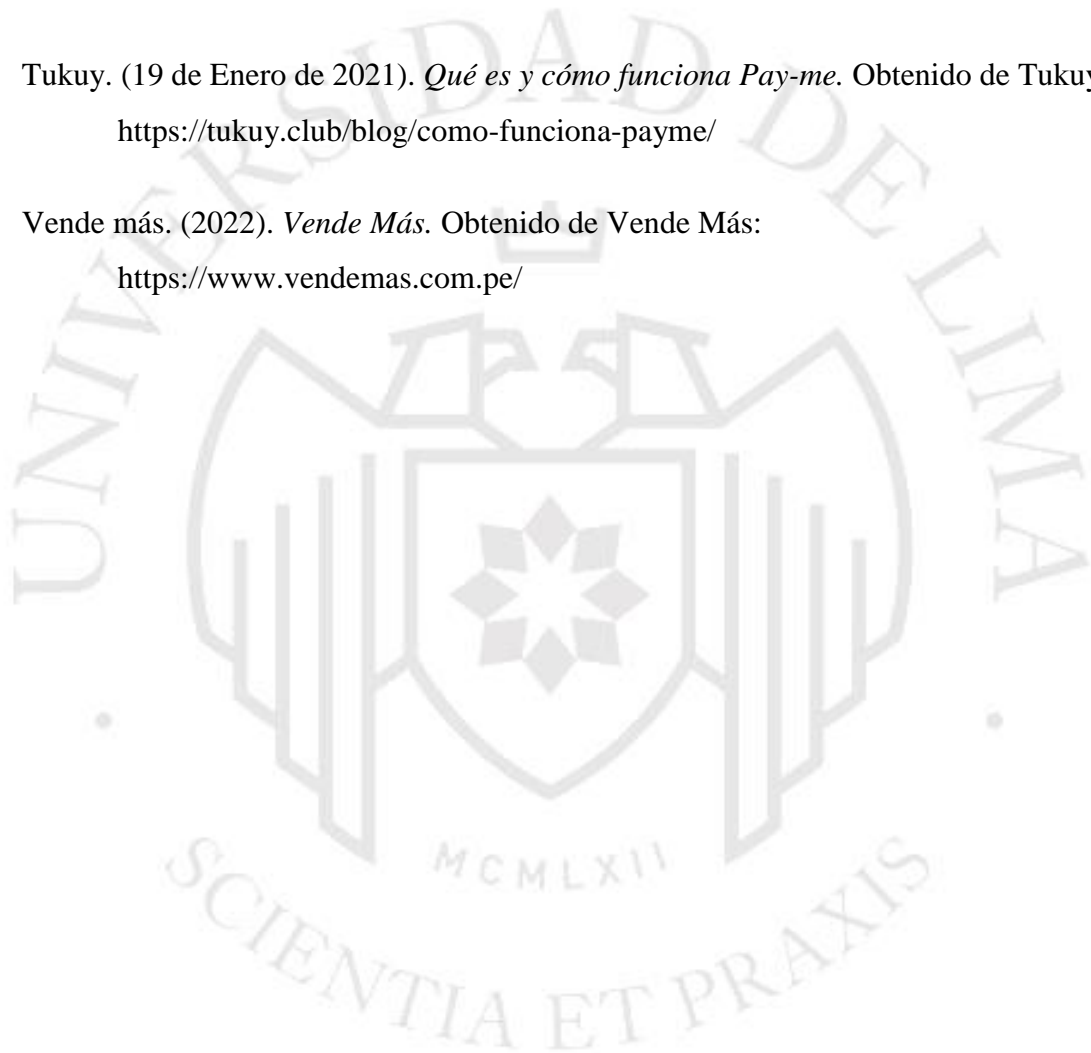 Tukuy. (19 de Enero de 2021). Qué es y cómo funciona Pay-me. Obtenido de Tukuy
https://tukuy.club/blog/como-funciona-payme/
Vende más. (2022). Vende Más. Obtenido de Vende Más:
https://www.vendemas.com.pe/
UNIVERSIDAD DE LIMA
MCMLXII
SCIENTIA ET PRAXIS